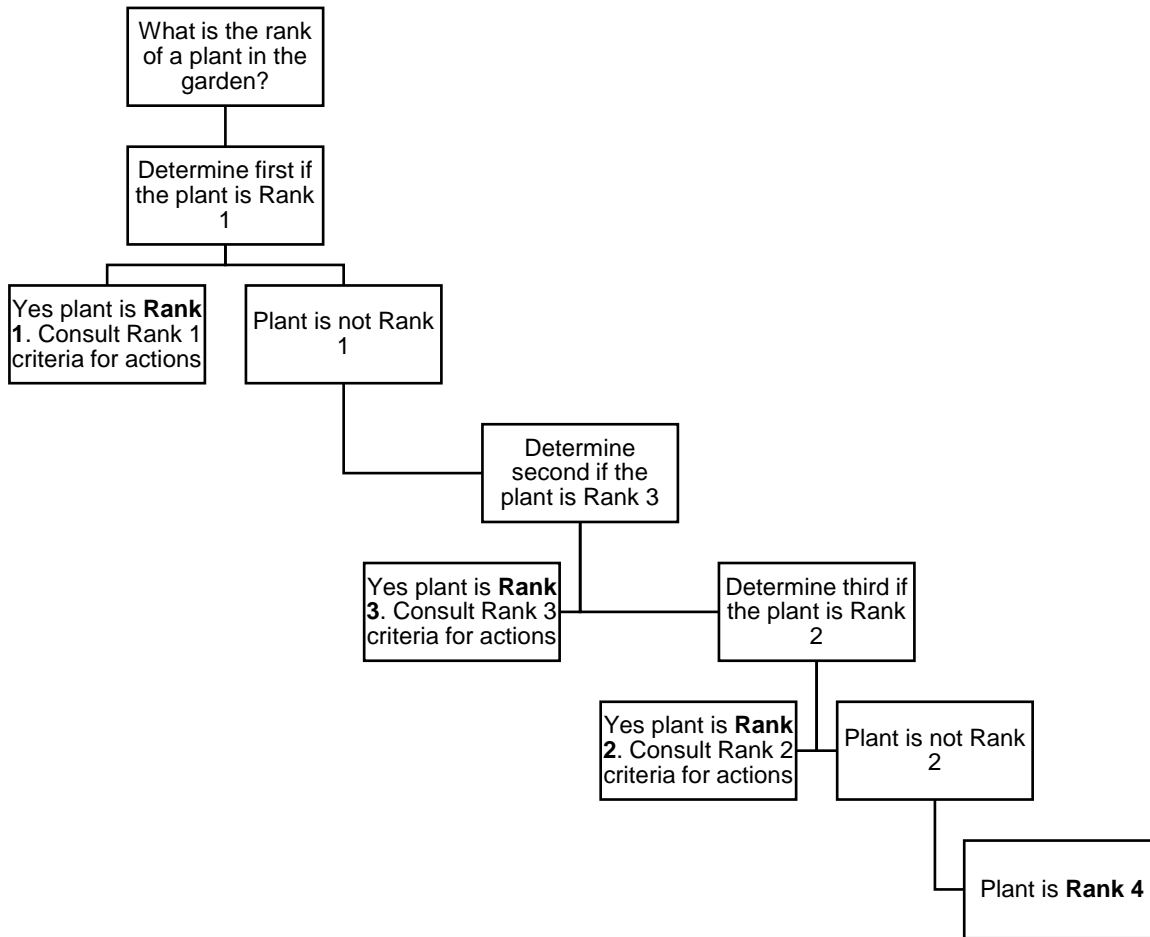 What is the rank
of a plant in the
garden?
Determine first if
the plant is Rank
1
Yes plant is Rank
1. Consult Rank 1
criteria for actions
Plant is not Rank
1
Determine
second if the
plant is Rank 3
Yes plant is Rank
3. Consult Rank 3
criteria for actions
Determine third if
the plant is Rank
2
Yes plant is Rank
2. Consult Rank 2
criteria for actions
Plant is not Rank
2
Plant is Rank 4